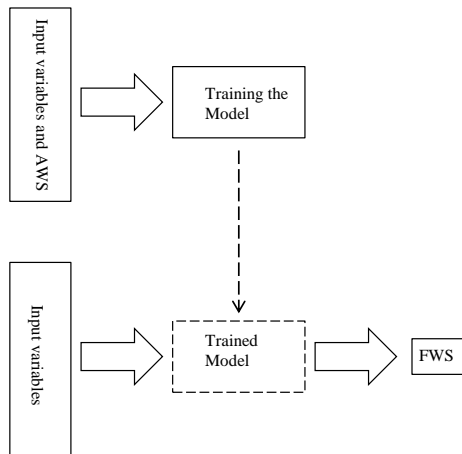 Input variables and AWS
Training the
Model
Input variables
Trained
Model
FWS